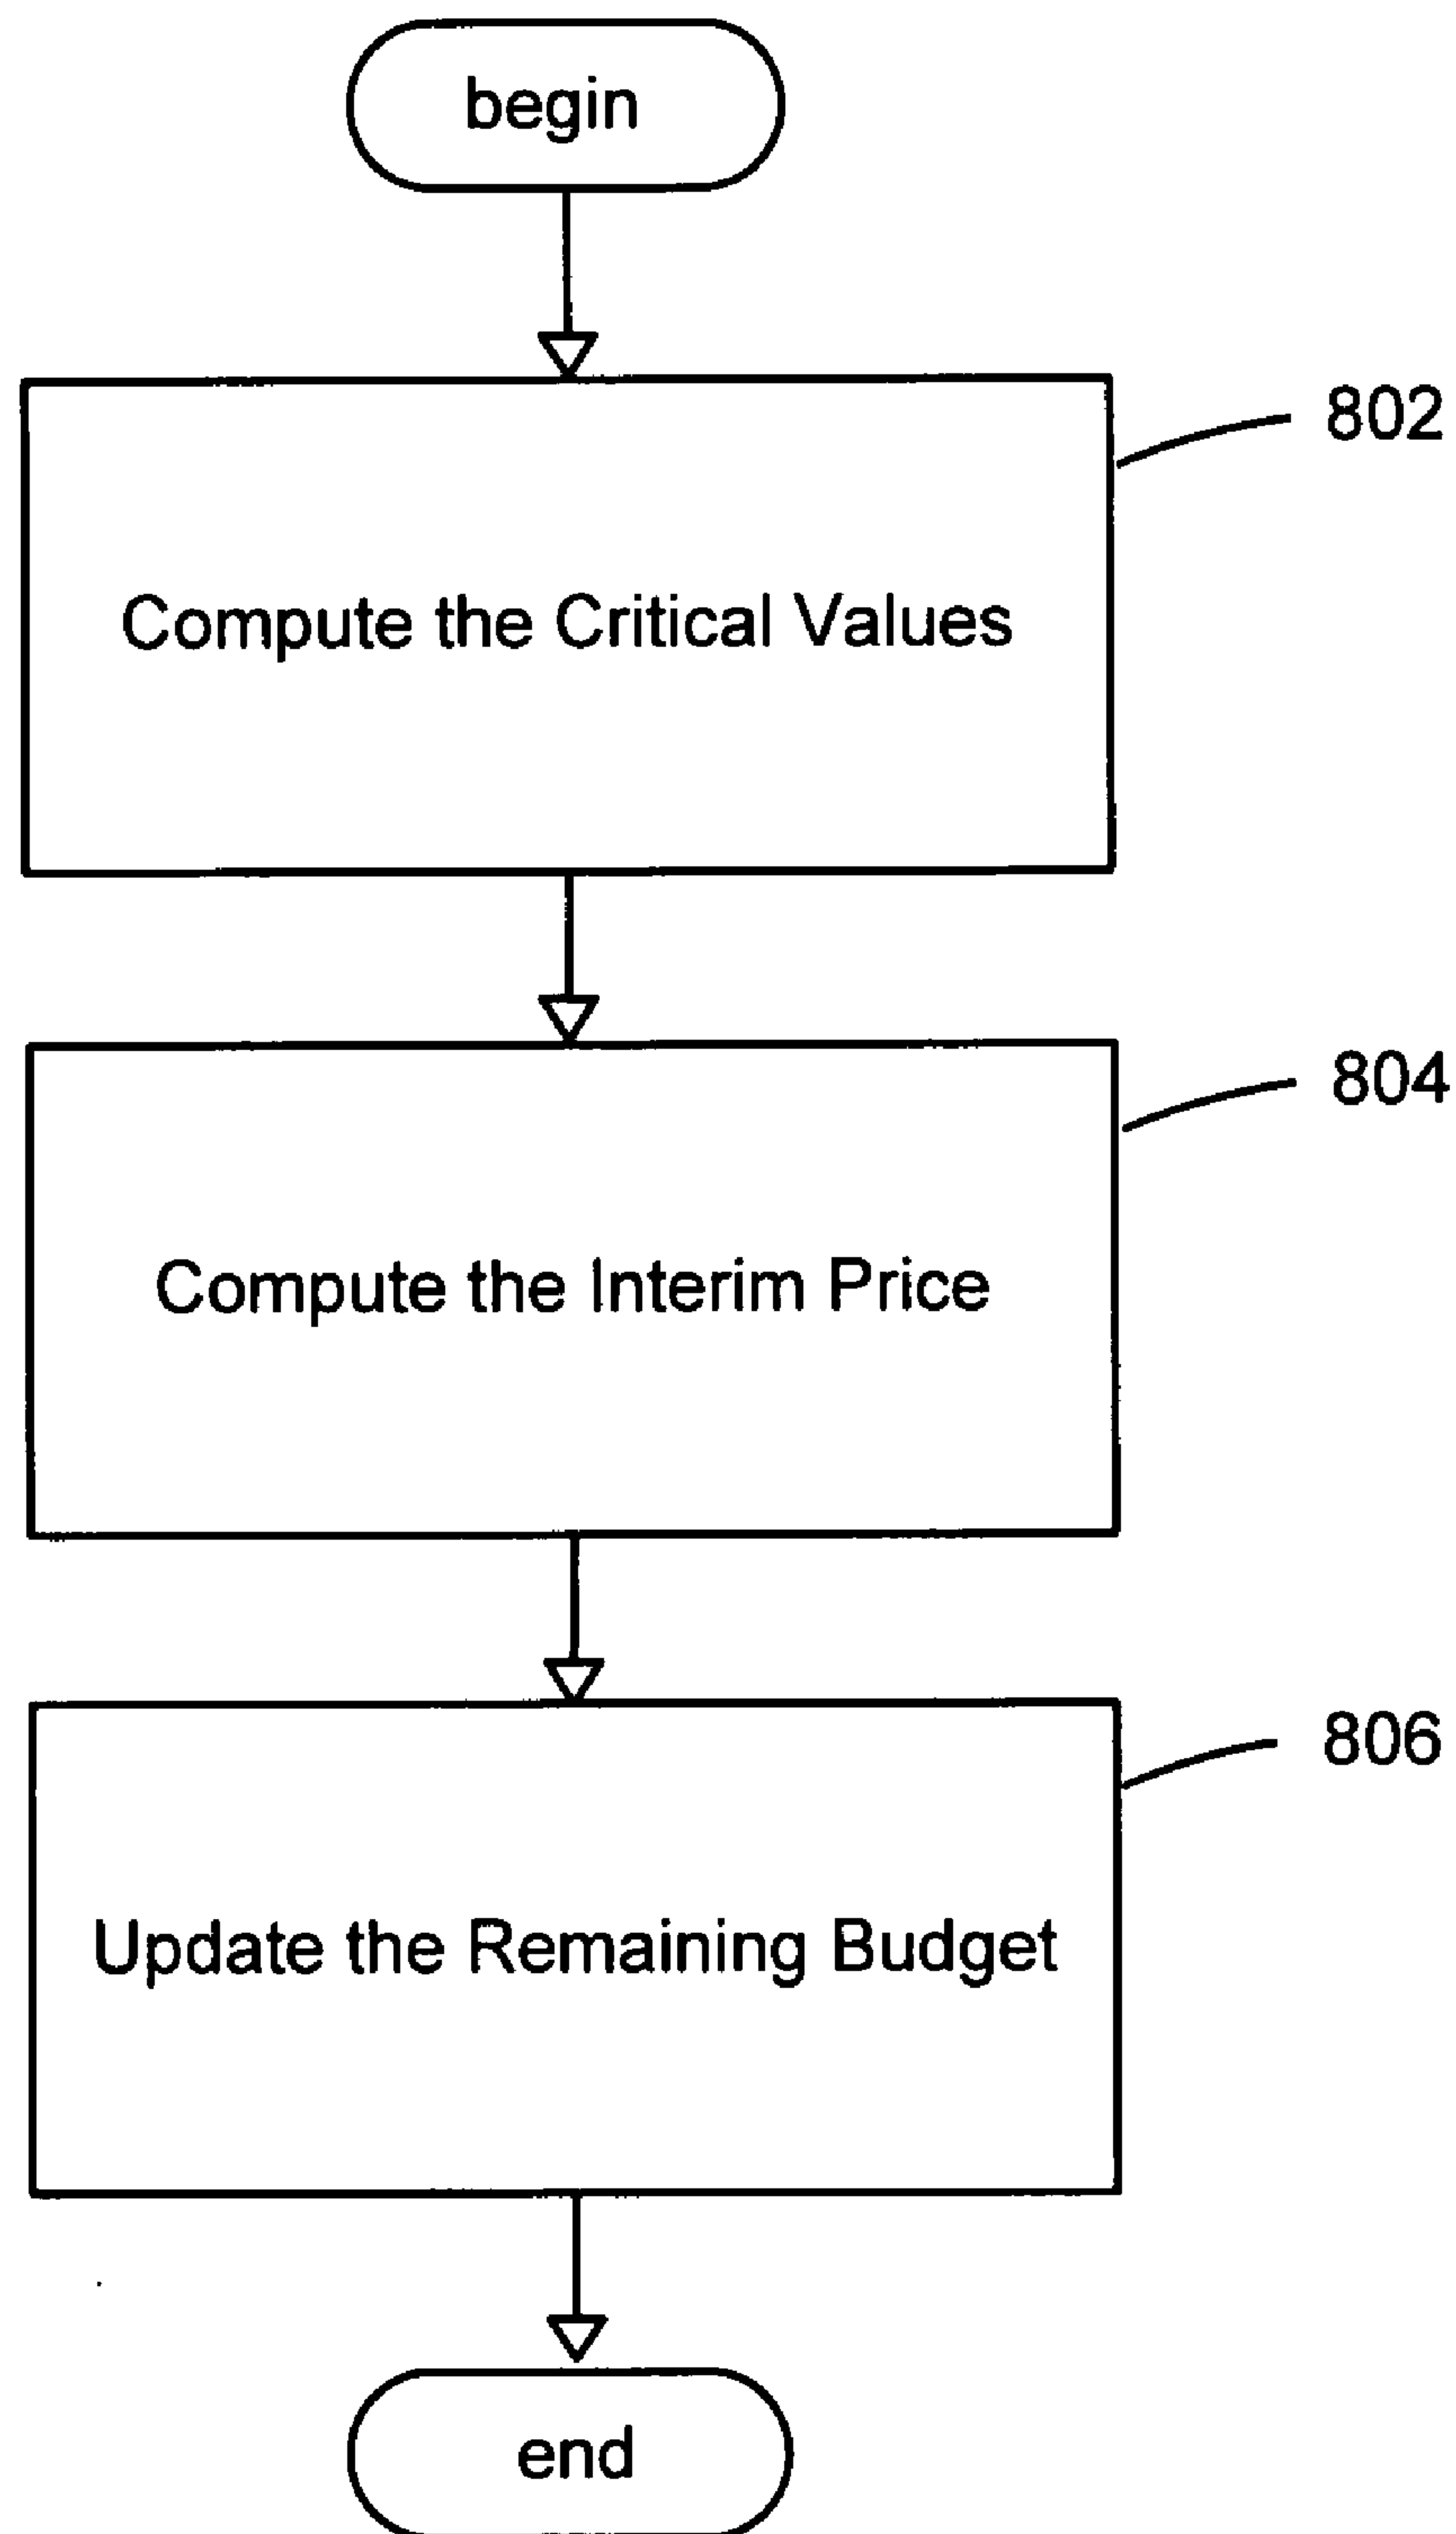 begin
802
Compute the Critical Values
804
Compute the Interim Price
806
Update the Remaining Budget
end